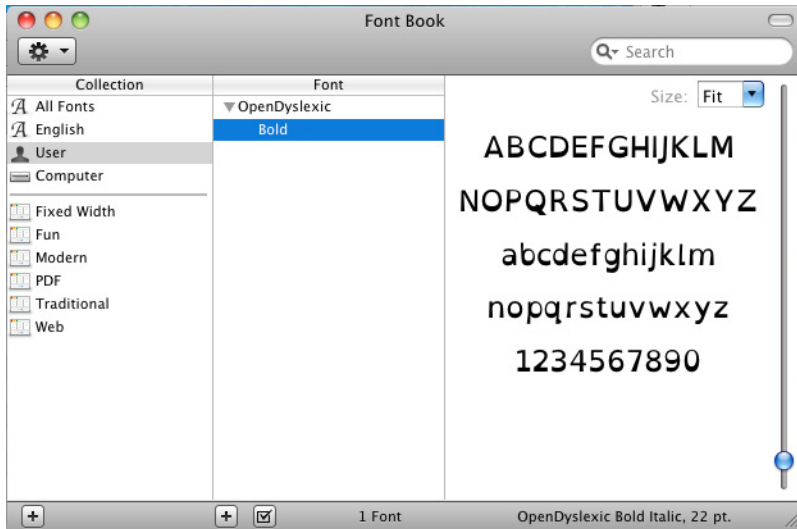 Font Book
Search
Collection
All Fonts
English
User
Computer
Fixed Width
Fun
Modern
PDF
Traditional
Web
Font
OpenDyslexic
Bold
Size: Fit
ABCDEFGHIJKLM
NOPQRSTUVWXYZ
abcdefghijklm
nopqrstuvwxyz
1234567890
1 Font
OpenDyslexic Bold Italic, 22 pt.